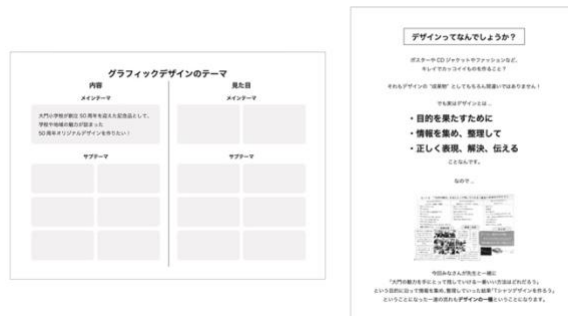 グラフィックデザインのテーマ
内容
メインテーマ
大門小学校が創立50周年を迎えた記念品として、
学校や地域の魅力が詰まった
50周年オリジナルデザインを作りたい！
サブテーマ
見た目
メインテーマ
サブテーマ
デザインってなんでしょうか？
ポスターやCDジャケットやファッションなど、
キレイでカッコイイものを作ること？
それもデザインの“成果物”としてもちろん間違いではありません！
でも実はデザインとは…
・目的を果たすために
・情報を集め、整理して
・正しく表現、解決、伝える
ことなんです。
なので…
今回みなさんが先生と一緒に
「大門の魅力を手にとって残していける一番いい方法はどれだろう」
という目的に沿って情報を集め、整理していった結果「Tシャツデザインを作ろう」
ということになった一連の流れもデザインの一種ということになります。